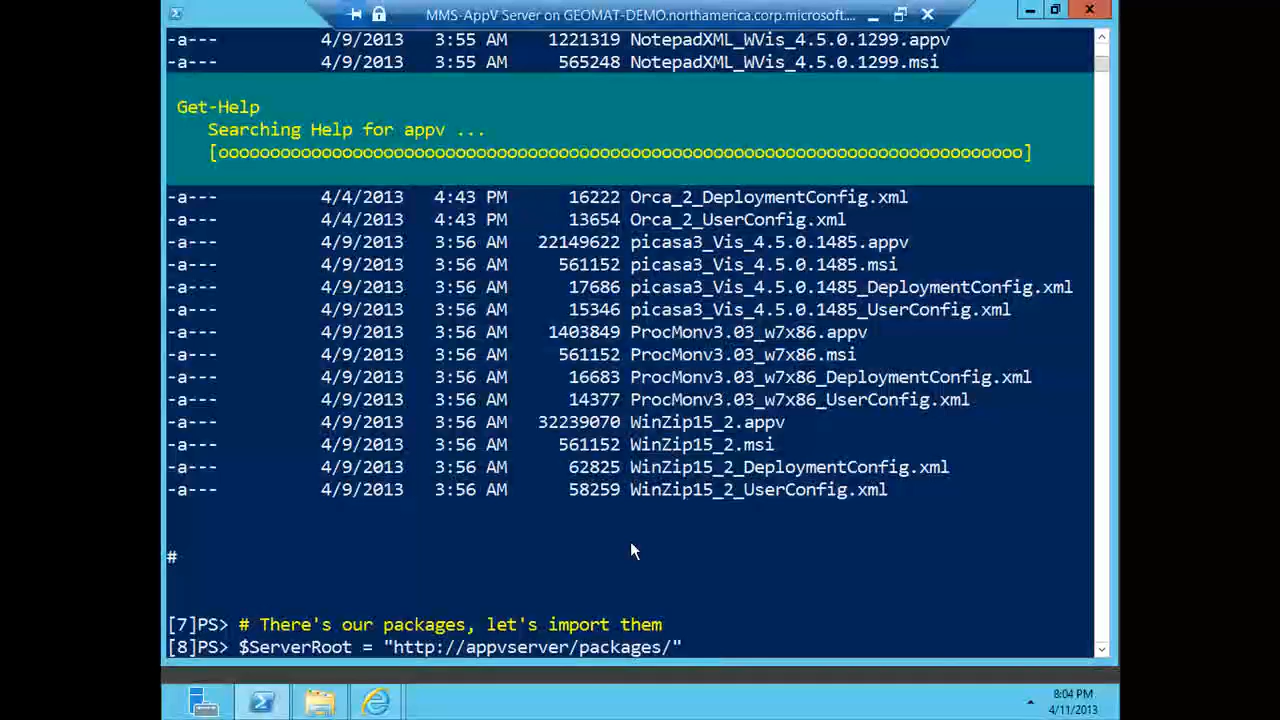 MMS-AppV Server on GEOMAT-DEMO.northamerica.corp.microsoft....
-a--- 4/9/2013 3:55 AM 1221319 NotepadXML_WVis_4.5.0.1299.appv
-a--- 4/9/2013 3:55 AM 565248 NotepadXML_WVis_4.5.0.1299.msi
Get-Help
Searching Help for appv ...
[oooooooooooooooooooooooooooooooooooooooooooooooooooooooooooooooooooooooooooooo]
-a--- 4/4/2013 4:43 PM 16222 Orca_2_DeploymentConfig.xml
-a--- 4/4/2013 4:43 PM 13654 Orca_2_UserConfig.xml
-a--- 4/9/2013 3:56 AM 22149622 picasa3_Vis_4.5.0.1485.appv
-a--- 4/9/2013 3:56 AM 561152 picasa3_Vis_4.5.0.1485.msi
-a--- 4/9/2013 3:56 AM 17686 picasa3_Vis_4.5.0.1485_DeploymentConfig.xml
-a--- 4/9/2013 3:56 AM 15346 picasa3_Vis_4.5.0.1485_UserConfig.xml
-a--- 4/9/2013 3:56 AM 1403849 ProcMonv3.03_w7x86.appv
-a--- 4/9/2013 3:56 AM 561152 ProcMonv3.03_w7x86.msi
-a--- 4/9/2013 3:56 AM 16683 ProcMonv3.03_w7x86_DeploymentConfig.xml
-a--- 4/9/2013 3:56 AM 14377 ProcMonv3.03_w7x86_UserConfig.xml
-a--- 4/9/2013 3:56 AM 32239070 WinZip15_2.appv
-a--- 4/9/2013 3:56 AM 561152 WinZip15_2.msi
-a--- 4/9/2013 3:56 AM 62825 WinZip15_2_DeploymentConfig.xml
-a--- 4/9/2013 3:56 AM 58259 WinZip15_2_UserConfig.xml
#
[7]PS> # There's our packages, let's import them
[8]PS> $ServerRoot = "http://appvserver/packages/"
8:04 PM
4/11/2013